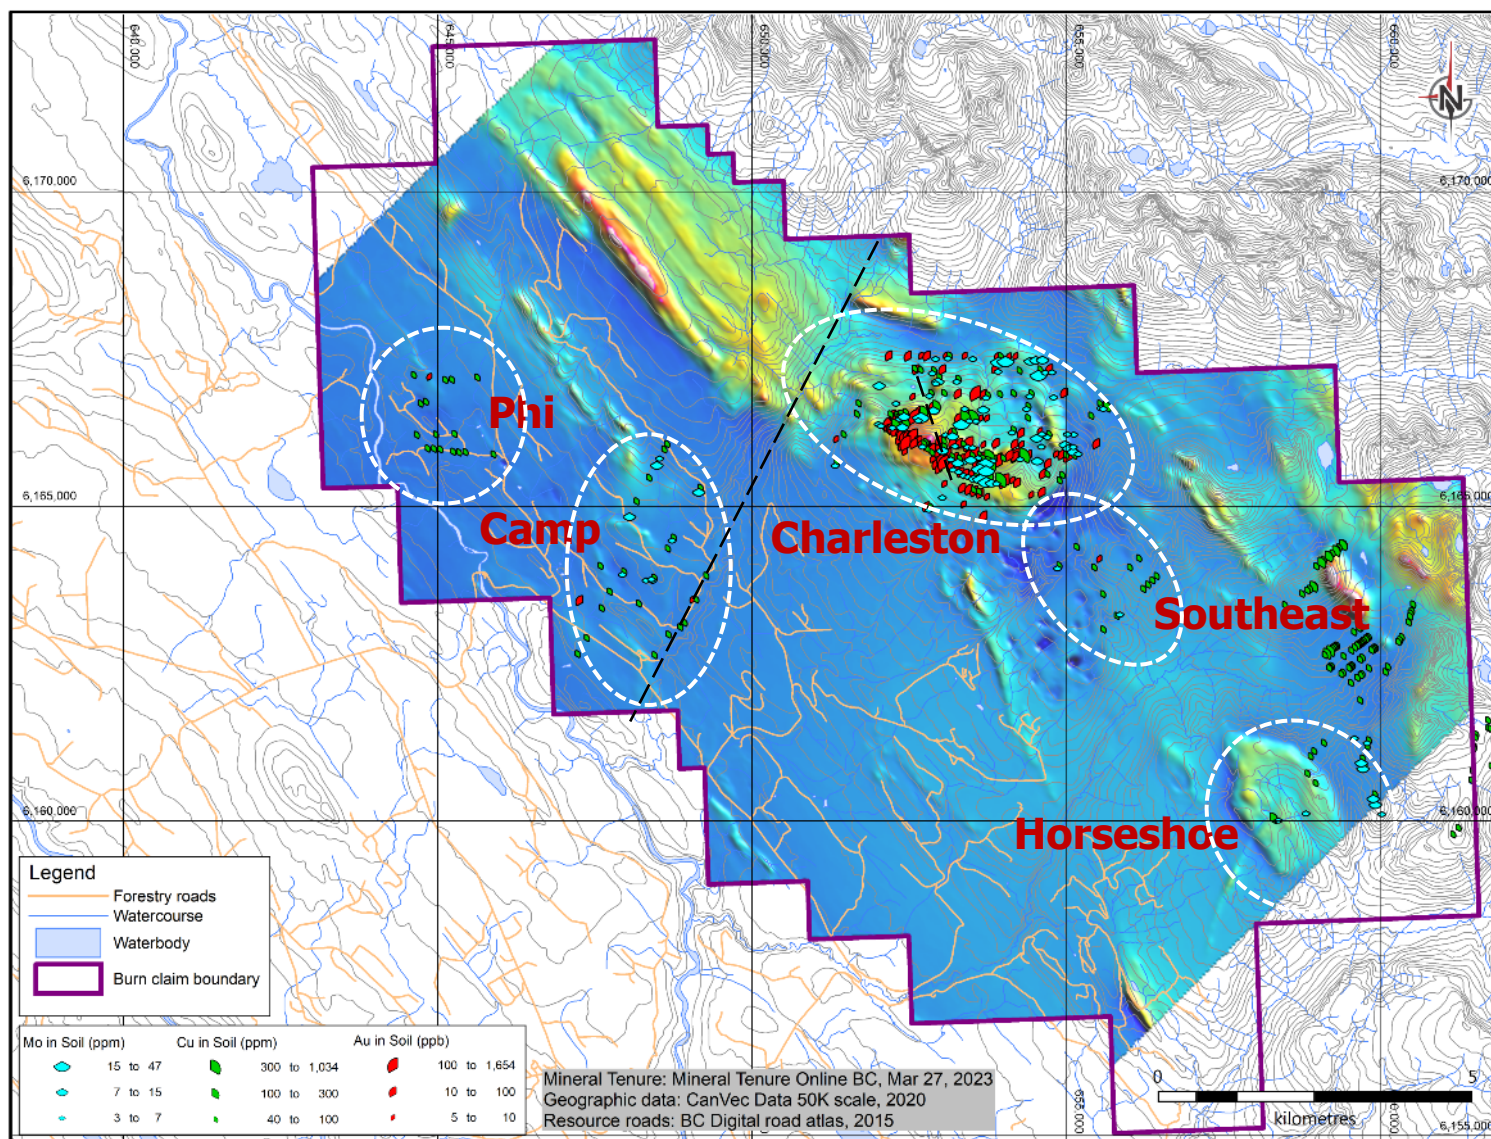 640,000
645,000
650,000
655,000
660,000
N
6,170,000
6,170,000
Phi
6,165,000
6,165,000
Camp
Charleston
Southeast
6,160,000
6,160,000
Horseshoe
Legend
Forestry roads
Watercourse
Waterbody
Burn claim boundary
Mo in Soil (ppm)
15 to 47
7 to 15
3 to 7
Cu in Soil (ppm)
300 to 1,034
100 to 300
40 to 100
Au in Soil (ppb)
100 to 1,654
10 to 100
5 to 10
Mineral Tenure: Mineral Tenure Online BC, Mar 27, 2023
Geographic data: CanVec Data 50K scale, 2020
Resource roads: BC Digital road atlas, 2015
655,000
0
5
kilometres
6,155,000